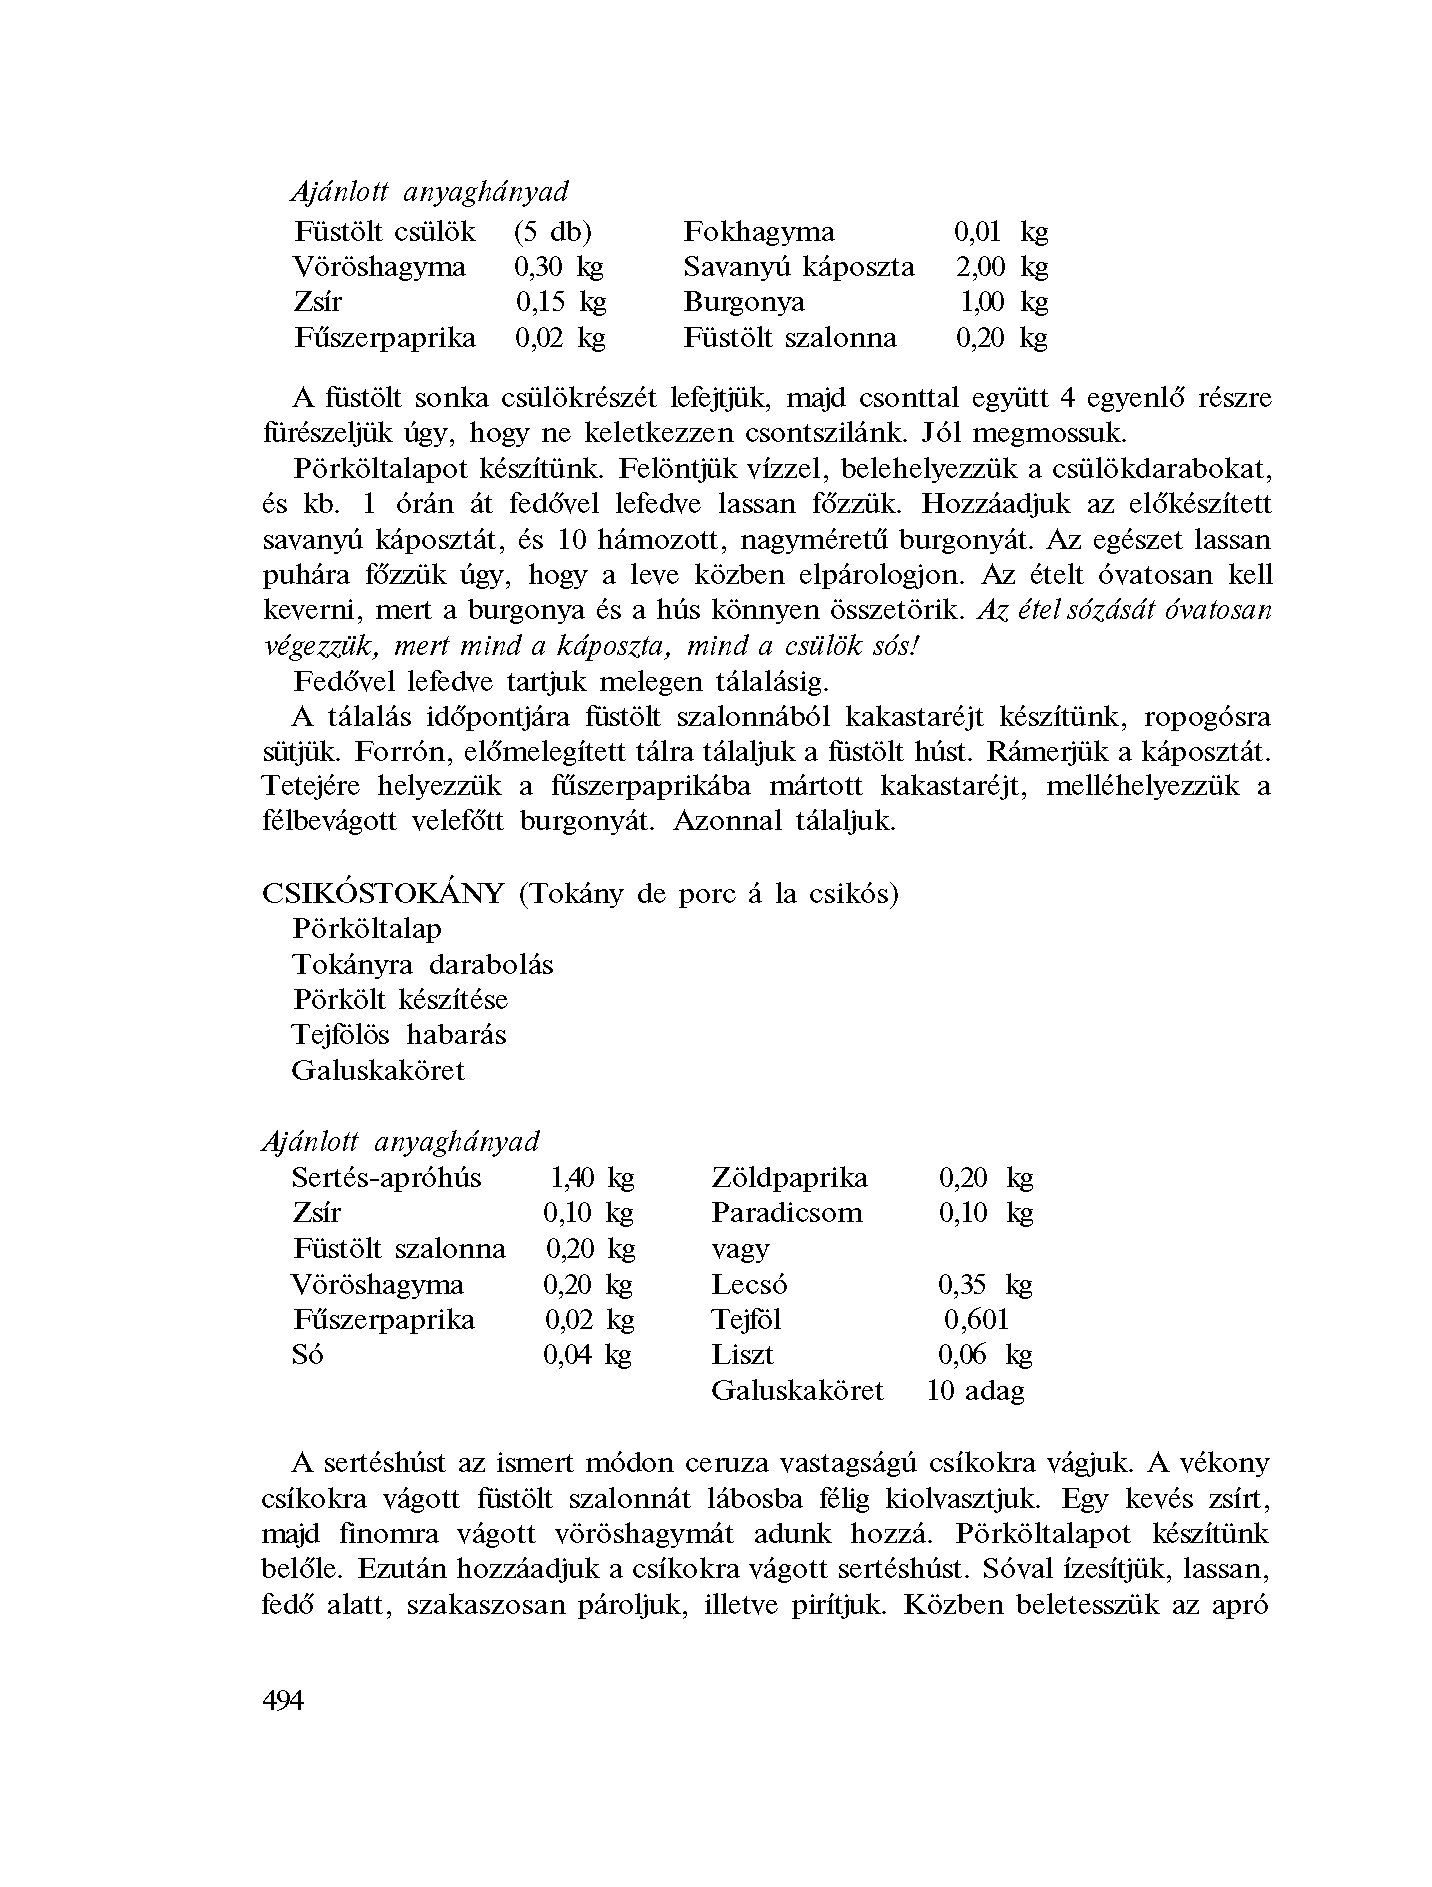 Ajánlott anyaghányad
Füstölt csülök (5 db) Fokhagyma 0,01 kg
Vöröshagyma 0,30 kg Savanyú káposzta 2,00 kg
Zsír 0,15 kg Burgonya 1,00 kg
Fűszerpaprika 0,02 kg Füstölt szalonna 0,20 kg
A füstölt sonka csülökrészét lefejtjük, majd csonttal együtt 4 egyenlő részre
fürészeljük úgy, hogy ne keletkezzen csontszilánk. Jól megmossuk.
Pörköltalapot készítünk. Felöntjük vízzel, belehelyezzük a csülökdarabokat,
és kb. 1 órán át fedővel lefedve lassan főzzük. Hozzáadjuk az előkészített
savanyú káposztát, és 10 hámozott, nagyméretű burgonyát. Az egészet lassan
puhára főzzük úgy, hogy a leve közben elpárologjon. Az ételt óvatosan kell
keverni, mert a burgonya és a hús könnyen összetörik. Az étel sózását óvatosan
végezzük, mert mind a káposzta, mind a csülök sós!
Fedővel lefedve tartjuk melegen tálalásig.
A tálalás időpontjára füstölt szalonnából kakastaréjt készítünk, ropogósra
sütjük. Forrón, előmelegített tálra tálaljuk a füstölt húst. Rámerjük a káposztát.
Tetejére helyezzük a fűszerpaprikába mártott kakastaréjt, melléhelyezzük a
félbevágott velefőtt burgonyát. Azonnal tálaljuk.
CSIKÓSTOKÁNY (Tokány de porc á la csikós)
Pörköltalap
Tokányra darabolás
Pörkölt készítése
Tejfölös habarás
Galuskaköret
Ajánlott anyaghányad
Sertés-apróhús 1,40 kg Zöldpaprika 0,20 kg
Zsír 0,10 kg Paradicsom 0,10 kg
Füstölt szalonna 0,20 kg vagy
Vöröshagyma 0,20 kg Lecsó 0,35 kg
Fűszerpaprika 0,02 kg Tejföl 0,601
Só 0,04 kg Liszt 0,06 kg
Galuskaköret 10 adag
A sertéshúst az ismert módon ceruza vastagságú csíkokra vágjuk. A vékony
csíkokra vágott füstölt szalonnát lábosba félig kiolvasztjuk. Egy kevés zsírt,
majd finomra vágott vöröshagymát adunk hozzá. Pörköltalapot készítünk
belőle. Ezután hozzáadjuk a csíkokra vágott sertéshúst. Sóval ízesítjük, lassan,
fedő alatt, szakaszosan pároljuk, illetve pirítjuk. Közben beletesszük az apró
494